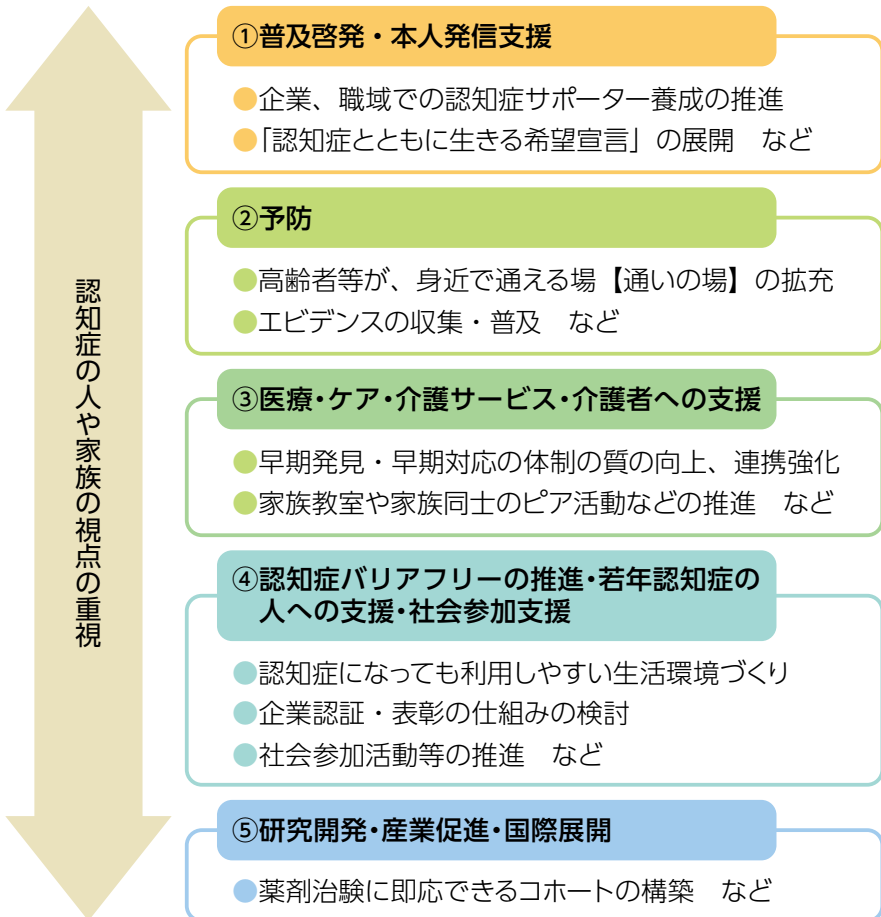 認知症の人や家族の視点の重視
①普及啓発・本人発信支援
●企業、職域での認知症サポーター養成の推進
●「認知症とともに生きる希望宣言」の展開　など
②予防
●高齢者等が、身近で通える場【通いの場】の拡充
●エビデンスの収集・普及　など
③医療・ケア・介護サービス・介護者への支援
●早期発見・早期対応の体制の質の向上、連携強化
●家族教室や家族同士のピア活動などの推進　など
④認知症バリアフリーの推進・若年認知症の
人への支援・社会参加支援
●認知症になっても利用しやすい生活環境づくり
●企業認証・表彰の仕組みの検討
●社会参加活動等の推進　など
⑤研究開発・産業促進・国際展開
●薬剤治験に即応できるコホートの構築　など